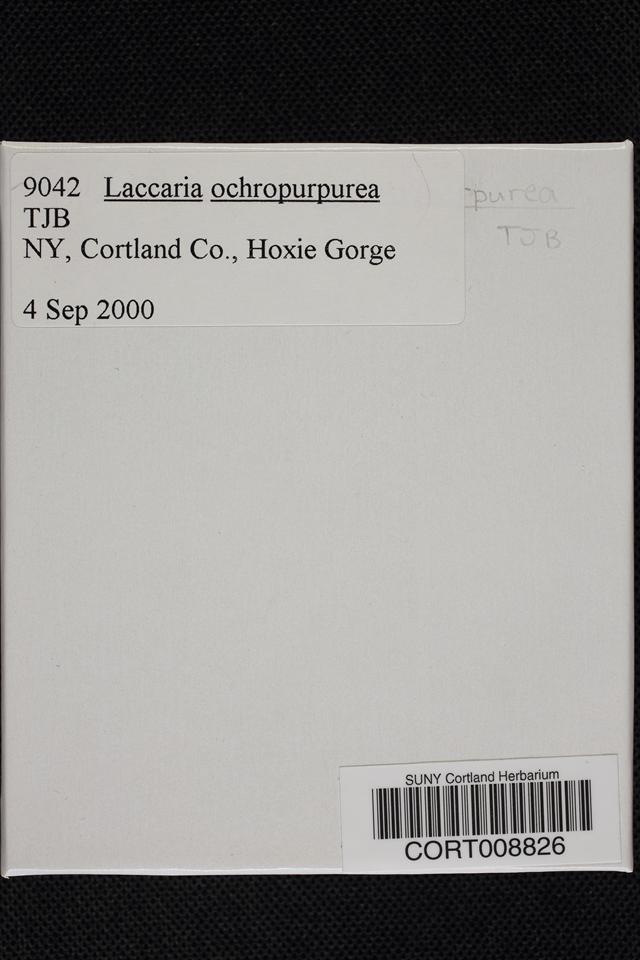 9042 Laccaria ochropurpurea
TJB
NY, Cortland Co., Hoxie Gorge
4 Sep 2000
purea
TJB
SUNY Cortland Herbarium
CORT008826